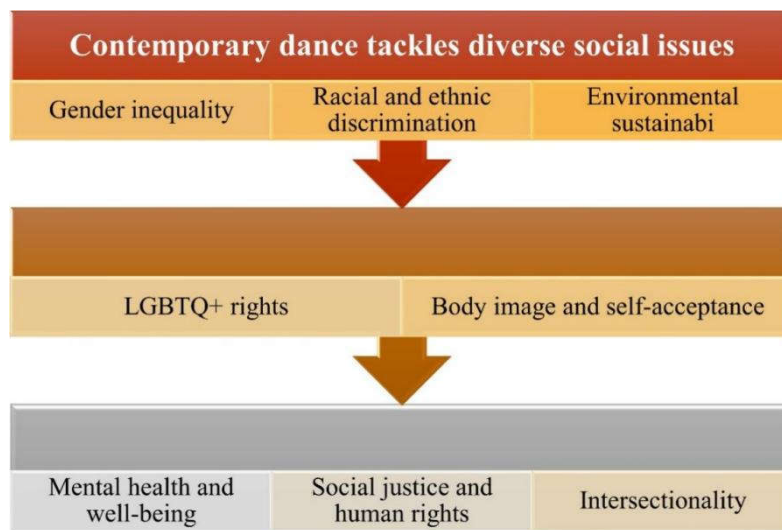 Contemporary dance tackles diverse social issues
Gender inequality
Racial and ethnic
discrimination
Environmental
sustainabi
LGBTQ+ rights
Body image and self-acceptance
Mental health and
well-being
Social justice and
human rights
Intersectionality